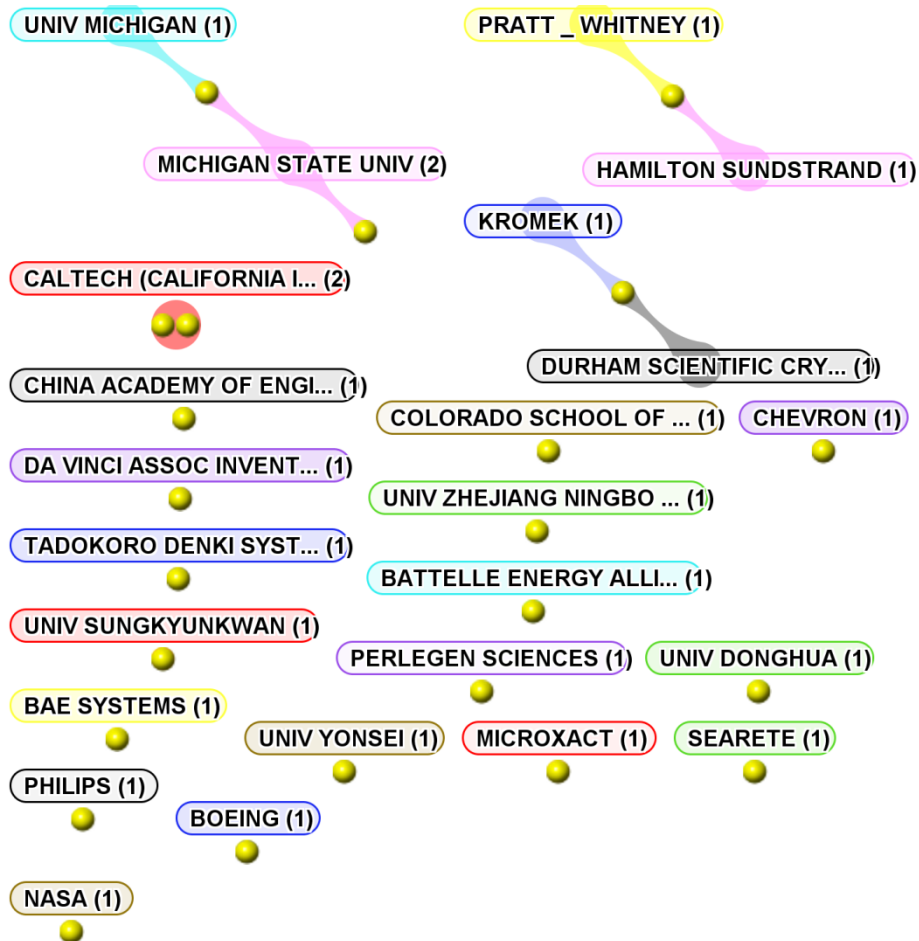 UNIV MICHIGAN (1)
PRATT _ WHITNEY (1)
MICHIGAN STATE UNIV (2)
HAMILTON SUNDSTRAND (1)
KROMEK (1)
CALTECH (CALIFORNIA I... (2)
DURHAM SCIENTIFIC CRY... (1)
CHINA ACADEMY OF ENGI... (1)
COLORADO SCHOOL OF ... (1)
CHEVRON (1)
DA VINCI ASSOC INVENT... (1)
UNIV ZHEJIANG NINGBO ... (1)
TADOKORO DENKI SYST... (1)
BATTELLE ENERGY ALLI... (1)
UNIV SUNGKYUNKWAN (1)
PERLEGEN SCIENCES (1)
UNIV DONGHUA (1)
BAE SYSTEMS (1)
UNIV YONSEI (1)
MICROXACT (1)
SEARETE (1)
PHILIPS (1)
BOEING (1)
NASA (1)